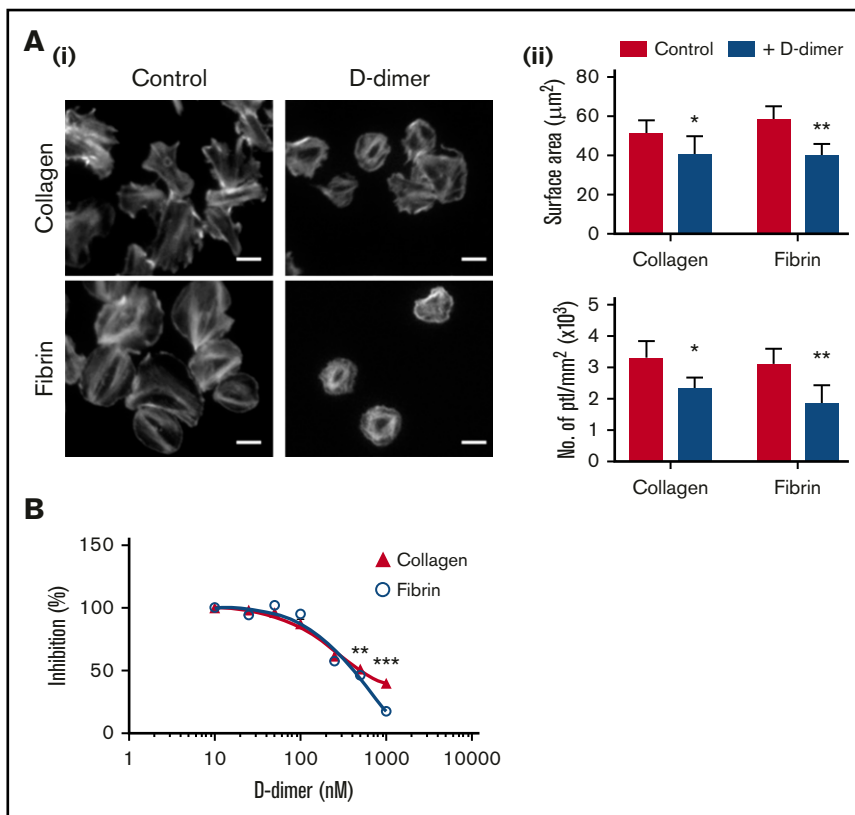 A (i)
Control D-dimer
Collagen
Fibrin
(ii)
Control + D-dimer
80
60
40
20
0
Surface area (μm²)
* **
Collagen Fibrin
5
4
3
2
1
0
No. of ptl/mm² (x10³)
* **
Collagen Fibrin
B
150
100
50
0
Inhibition (%)
Collagen
Fibrin
** ***
1 10 100 1000 10000
D-dimer (nM)